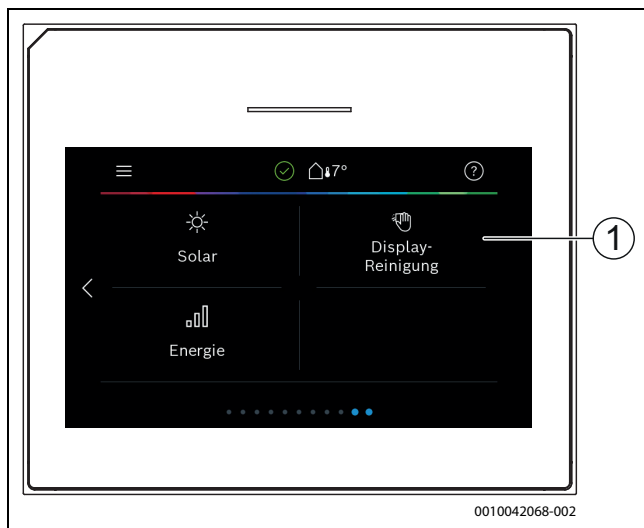 7°
?
Solar
Display-
Reinigung
Energie
1
0010042068-002